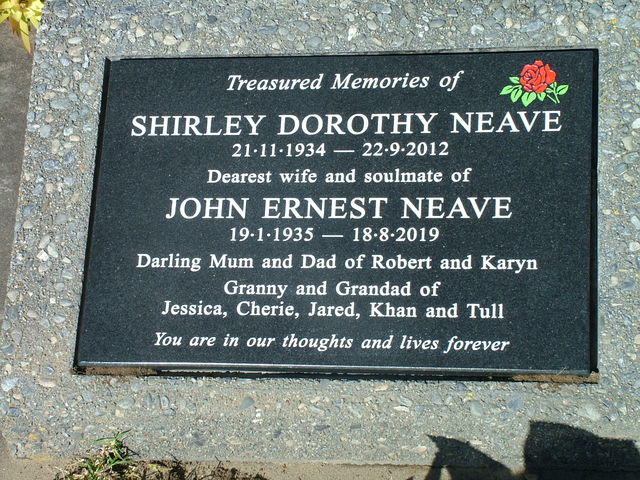 Treasured Memories of
SHIRLEY DOROTHY NEAVE
21·11·1934 — 22·9·2012
Dearest wife and soulmate of
JOHN ERNEST NEAVE
19·1·1935 — 18·8·2019
Darling Mum and Dad of Robert and Karyn
Granny and Grandad of
Jessica, Cherie, Jared, Khan and Tull
You are in our thoughts and lives forever